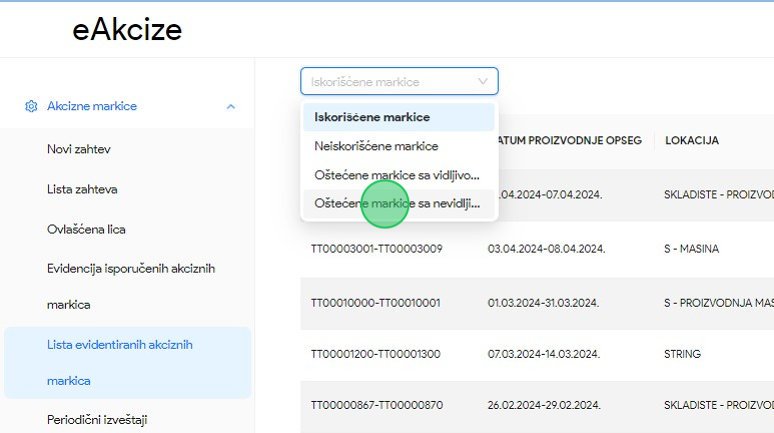 eAkcize
Iskorišćene markice
Akcizne markice
Iskorišćene markice
Neiskorišćene markice
Oštećene markice sa vidljivo...
Oštećene markice sa nevidlji...
ATUM PROIZVODNJE OPSEG
LOKACIJA
Novi zahtev
Lista zahteva
Ovlašćena lica
Evidencija isporučenih akciznih
markica
Lista evidentiranih akciznih
markica
Periodični izveštaji
.04.2024-07.04.2024.
SKLADISTE - PROIZVO
TT00003001-TT00003009
03.04.2024-08.04.2024.
S - MASINA
TT00010000-TT00010001
01.03.2024-31.03.2024.
S - PROIZVODNJA MAS
TT00001200-TT00001300
07.03.2024-14.03.2024.
STRING
TT00000867-TT00000870
26.02.2024-29.02.2024.
SKLADISTE - PROIZVO